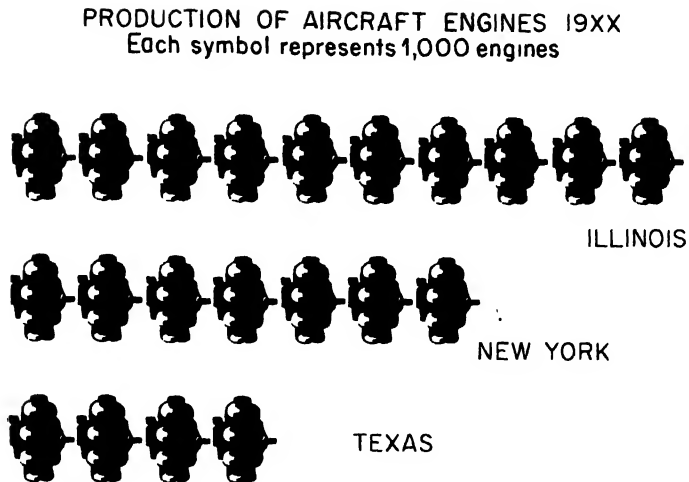 PRODUCTION OF AIRCRAFT ENGINES 19XX
Each symbol represents 1,000 engines
ILLINOIS
NEW YORK
TEXAS